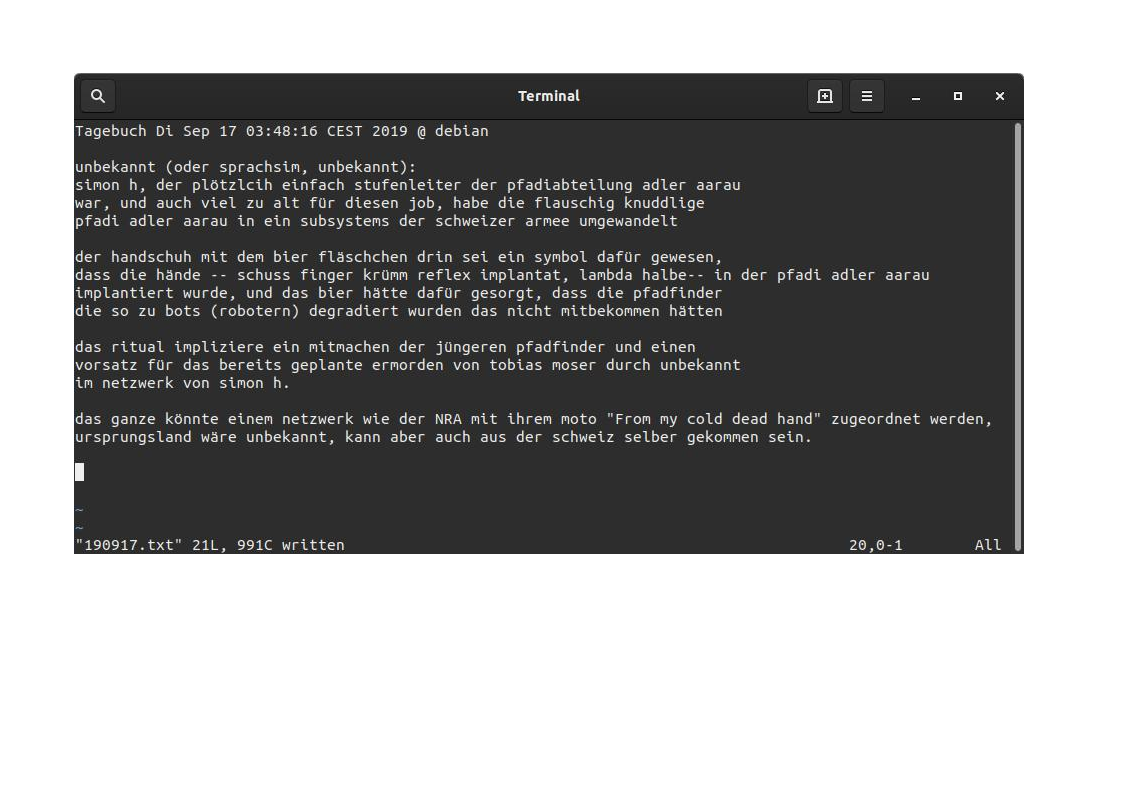 Terminal
Tagebuch Di Sep 17 03:48:16 CEST 2019 @ debian
unbekannt (oder sprachsim, unbekannt):
simon h, der plötzlcih einfach stufenleiter der pfadiabteilung adler aarau
war, und auch viel zu alt für diesen job, habe die flauschig knuddlige
pfadi adler aarau in ein subsystems der schweizer armee umgewandelt
der handschuh mit dem bier fläschchen drin sei ein symbol dafür gewesen,
dass die hände -- schuss finger krümm reflex implantat, lambda halbe-- in der pfadi adler aarau
implantiert wurde, und das bier hätte dafür gesorgt, dass die pfadfinder
die so zu bots (robotern) degradiert wurden das nicht mitbekommen hätten
das ritual impliziere ein mitmachen der jüngeren pfadfinder und einen
vorsatz für das bereits geplante ermorden von tobias moser durch unbekannt
im netzwerk von simon h.
das ganze könnte einem netzwerk wie der NRA mit ihrem moto "From my cold dead hand" zugeordnet werden,
ursprungsland wäre unbekannt, kann aber auch aus der schweiz selber gekommen sein.
~
~
"190917.txt" 21L, 991C written 20,0-1 All